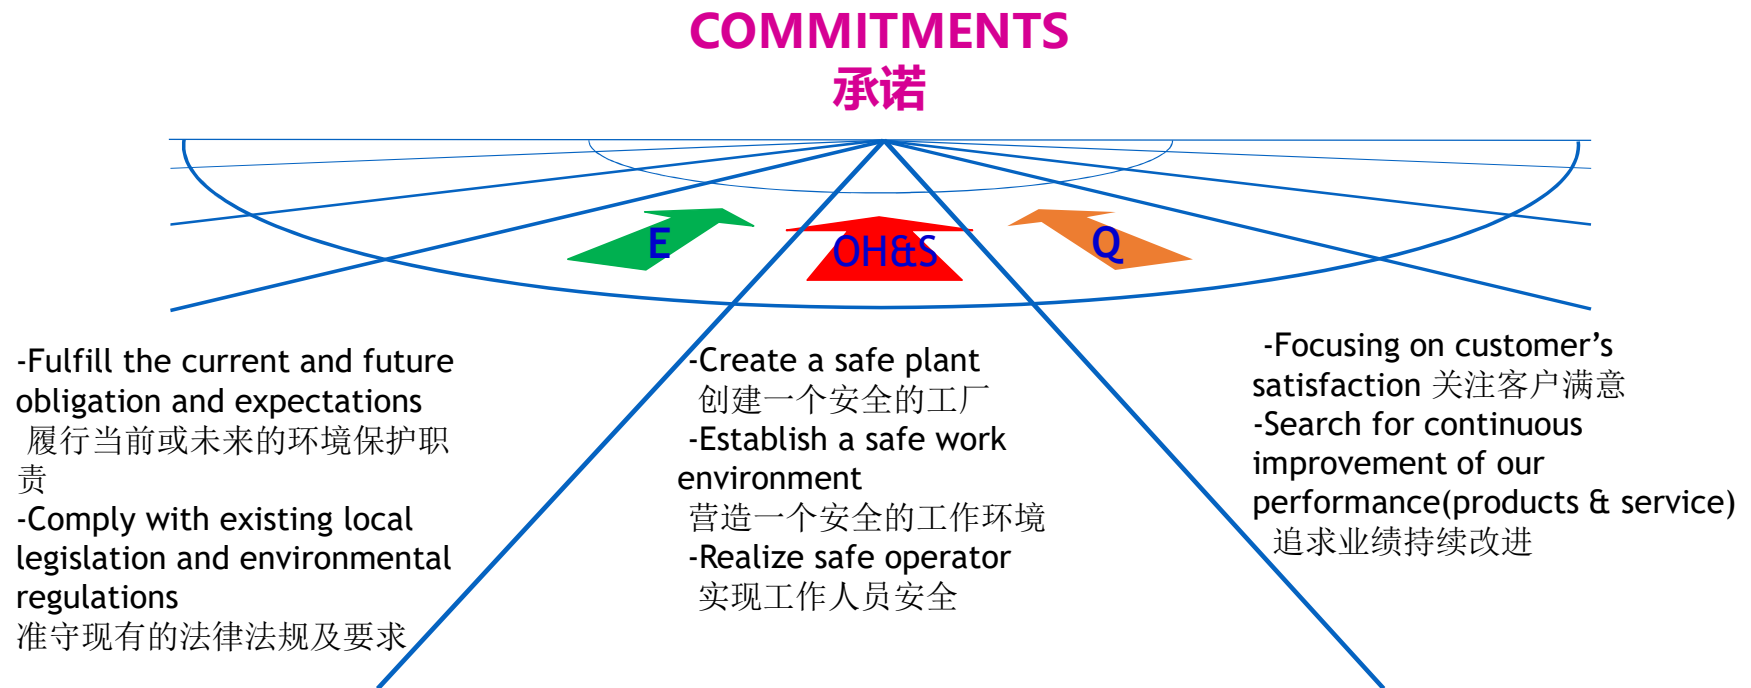 COMMITMENTS
承诺
E
OH&S
Q
-Fulfill the current and future
obligation and expectations
履行当前或未来的环境保护职
责
-Comply with existing local
legislation and environmental
regulations
准守现有的法律法规及要求
-Create a safe plant
创建一个安全的工厂
-Establish a safe work
environment
营造一个安全的工作环境
-Realize safe operator
实现工作人员安全
-Focusing on customer’s
satisfaction 关注客户满意
-Search for continuous
improvement of our
performance(products & service)
追求业绩持续改进